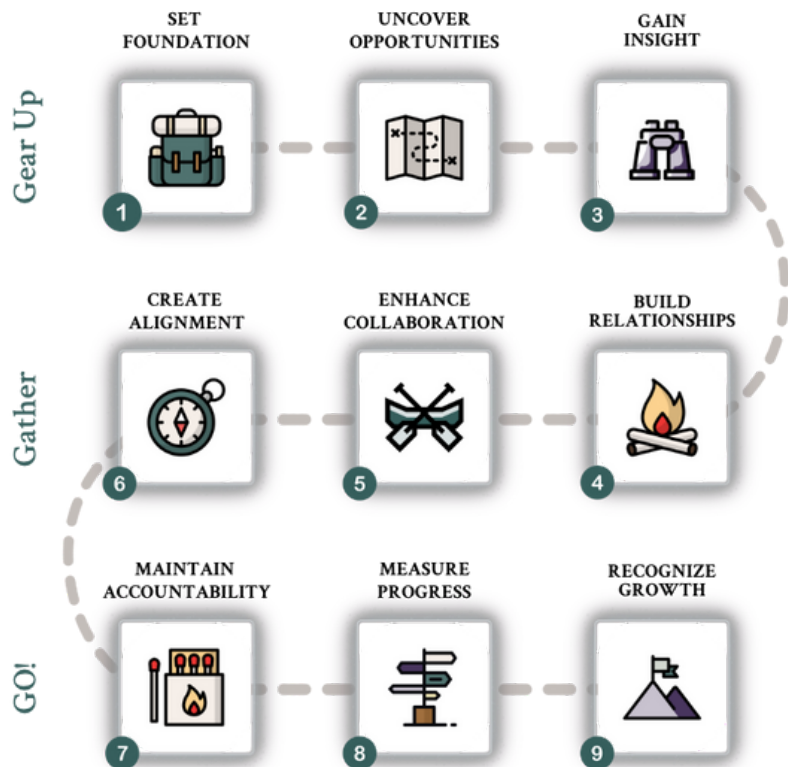 SET
FOUNDATION
UNCOVER
OPPORTUNITIES
GAIN
INSIGHT
Gear Up
1
2
3
CREATE
ALIGNMENT
ENHANCE
COLLABORATION
BUILD
RELATIONSHIPS
Gather
6
5
4
MAINTAIN
ACCOUNTABILITY
MEASURE
PROGRESS
RECOGNIZE
GROWTH
GO!
7
8
9